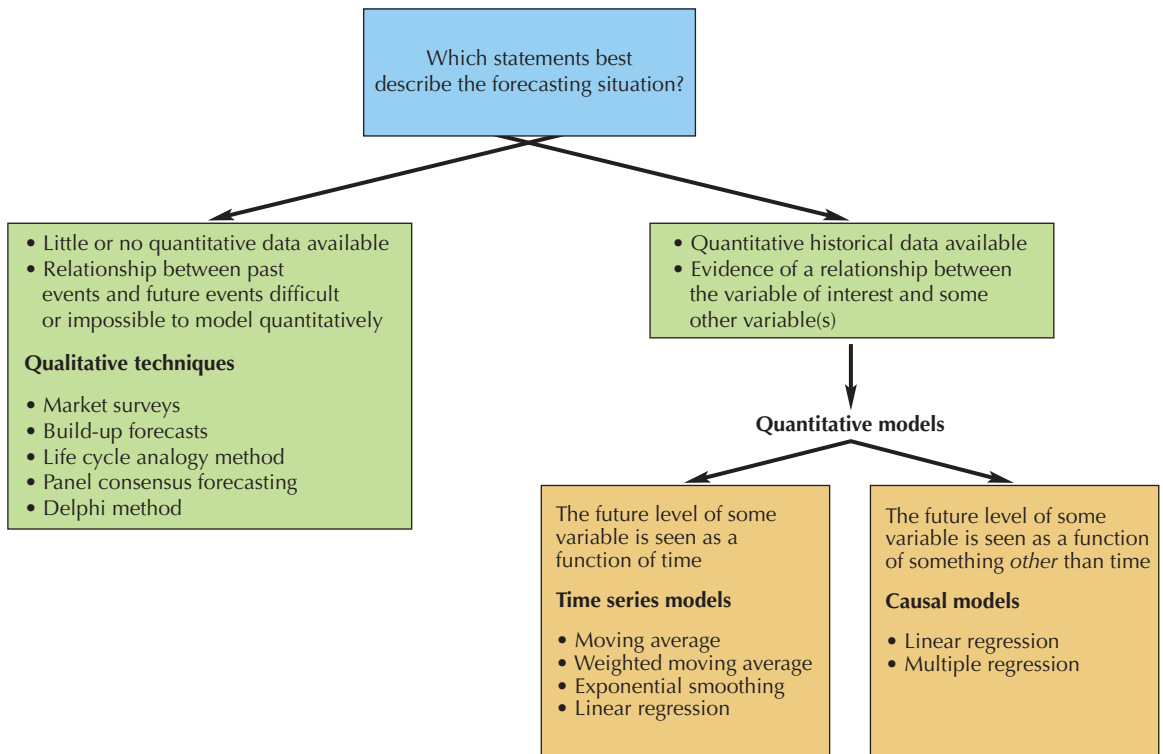 Which statements best
describe the forecasting situation?
• Little or no quantitative data available
• Relationship between past
events and future events difficult
or impossible to model quantitatively
Qualitative techniques
• Market surveys
• Build-up forecasts
• Life cycle analogy method
• Panel consensus forecasting
• Delphi method
• Quantitative historical data available
• Evidence of a relationship between
the variable of interest and some
other variable(s)
Quantitative models
The future level of some
variable is seen as a
function of time
Time series models
• Moving average
• Weighted moving average
• Exponential smoothing
• Linear regression
The future level of some
variable is seen as a function
of something other than time
Causal models
• Linear regression
• Multiple regression